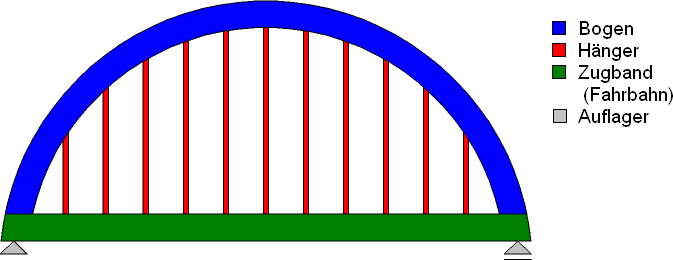 Bogen
Hänger
Zugband
(Fahrbahn)
Auflager